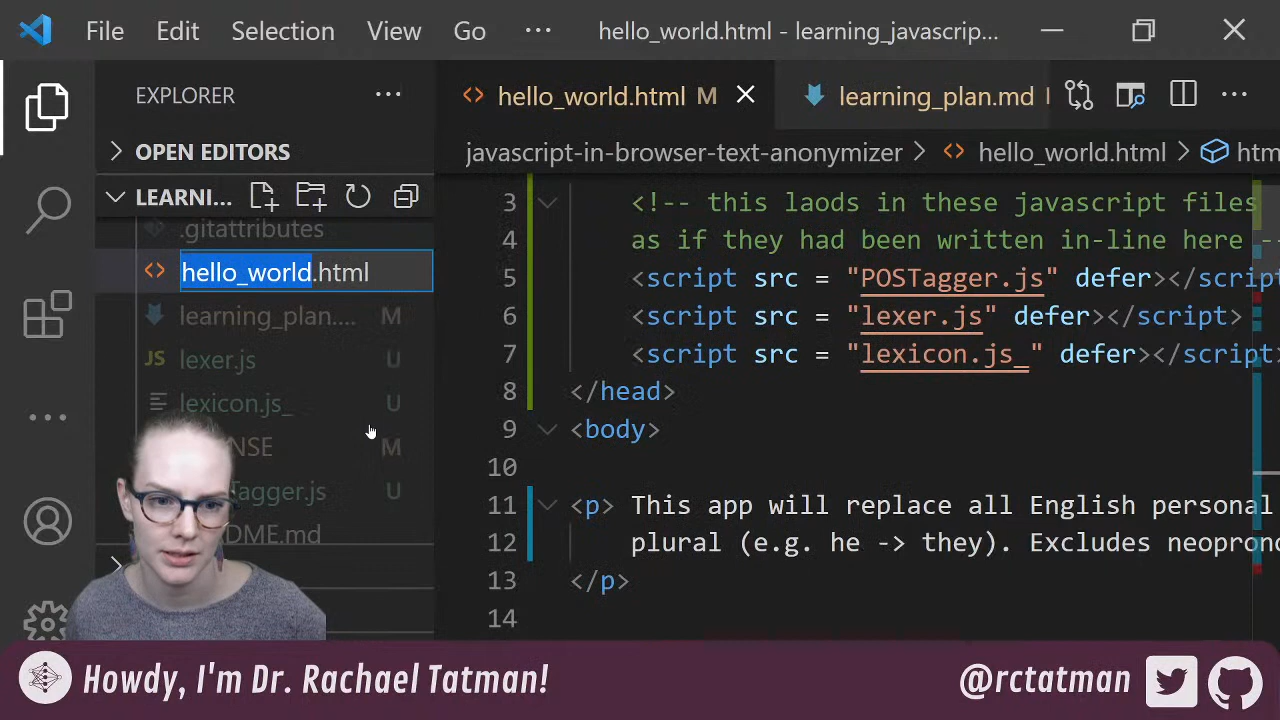 File Edit Selection View Go ··· hello_world.html - learning_javascrip...
EXPLORER ···
OPEN EDITORS
LEARNI...
.gitattributes
hello_world.html
learning_plan.... M
JS lexer.js U
lexicon.js_ U
NSE M
Tagger.js U
DME.md
hello_world.html M
learning_plan.md
javascript-in-browser-text-anonymizer > hello_world.html > htm
3 <!-- this laods in these javascript files
4 as if they had been written in-line here --
5 <script src = "POSTagger.js" defer></script
6 <script src = "lexer.js" defer></script>
7 <script src = "lexicon.js_" defer></script>
8 </head>
9 <body>
10
11 <p> This app will replace all English personal
12 plural (e.g. he -> they). Excludes neoprono
13 </p>
14
Howdy, I'm Dr. Rachael Tatman!
@rctatman